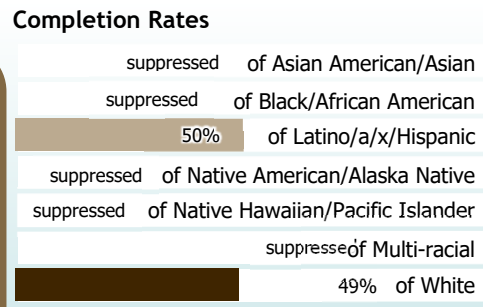 Completion Rates
suppressed of Asian American/Asian
suppressed of Black/African American
50% of Latino/a/x/Hispanic
suppressed of Native American/Alaska Native
suppressed of Native Hawaiian/Pacific Islander
suppresse of Multi-racial
49% of White